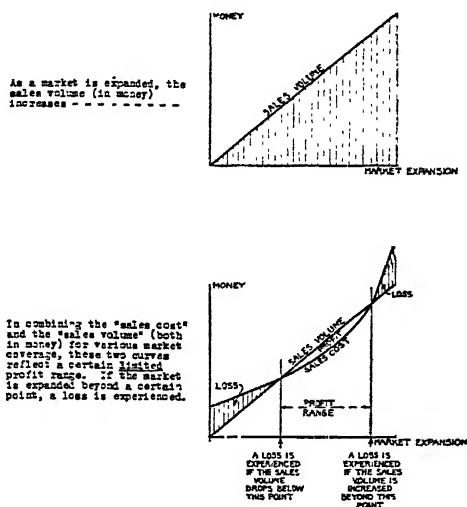 MONEY
As a market is expanded, the
sales volume (in money)
increases - - - - - - - - - -
SALES VOLUME
MARKET EXPANSION
MONEY
In combining the "sales cost"
and the "sales volume" (both
in money) for various market
coverage, these two curves
reflect a certain limited
profit range. If the market
is expanded beyond a certain
point, a loss is experienced.
LOSS
SALES VOLUME
PROFIT
SALES COST
LOSS
PROFIT
RANGE
MARKET EXPANSION
A LOSS IS
EXPERIENCED
IF THE SALES
VOLUME
DROPS BELOW
THIS POINT
A LOSS IS
EXPERIENCED
IF THE SALES
VOLUME IS
INCREASED
BEYOND THIS
POINT